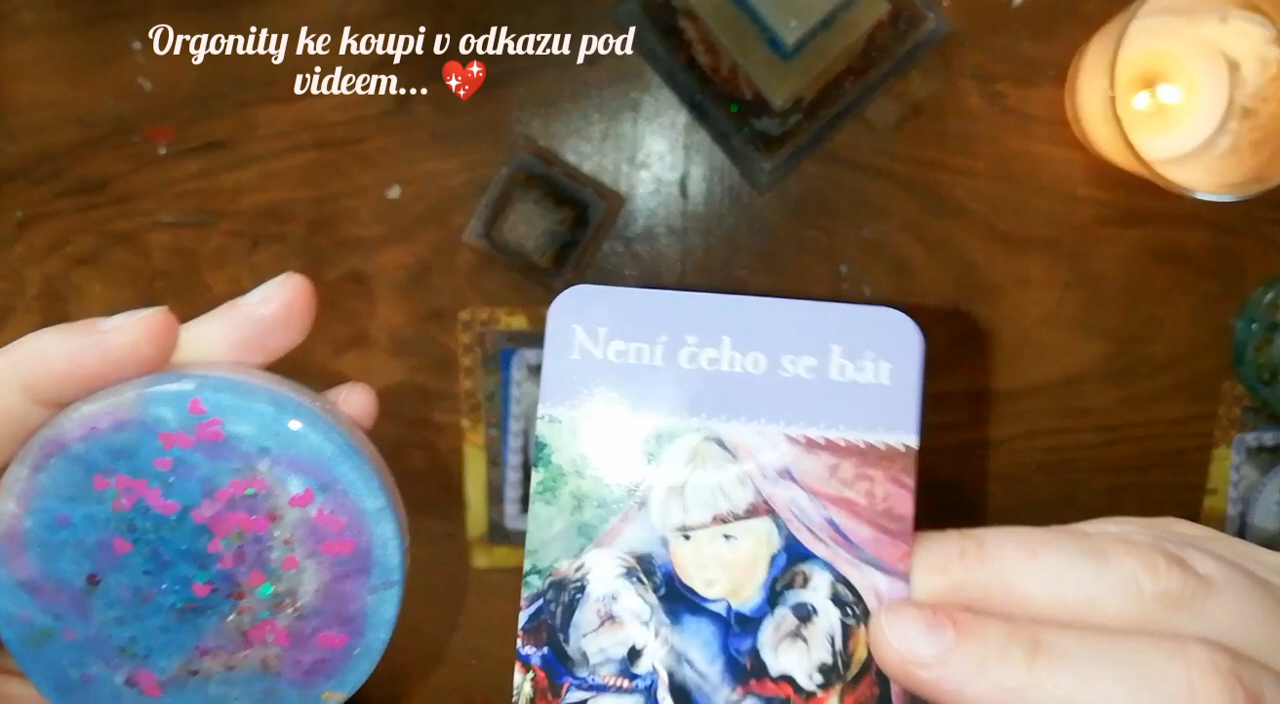 Orgonity ke koupi v odkazu pod
videem... 💖
Není čeho se bát